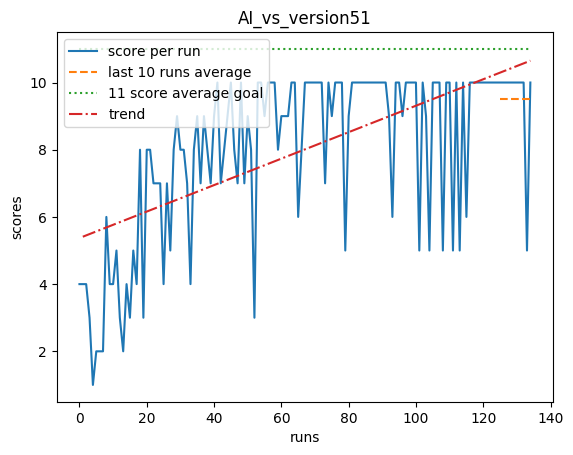 AI_vs_version51
score per run
last 10 runs average
11 score average goal
trend
scores
10
8
6
4
2
0
20
40
60
80
100
120
140
runs